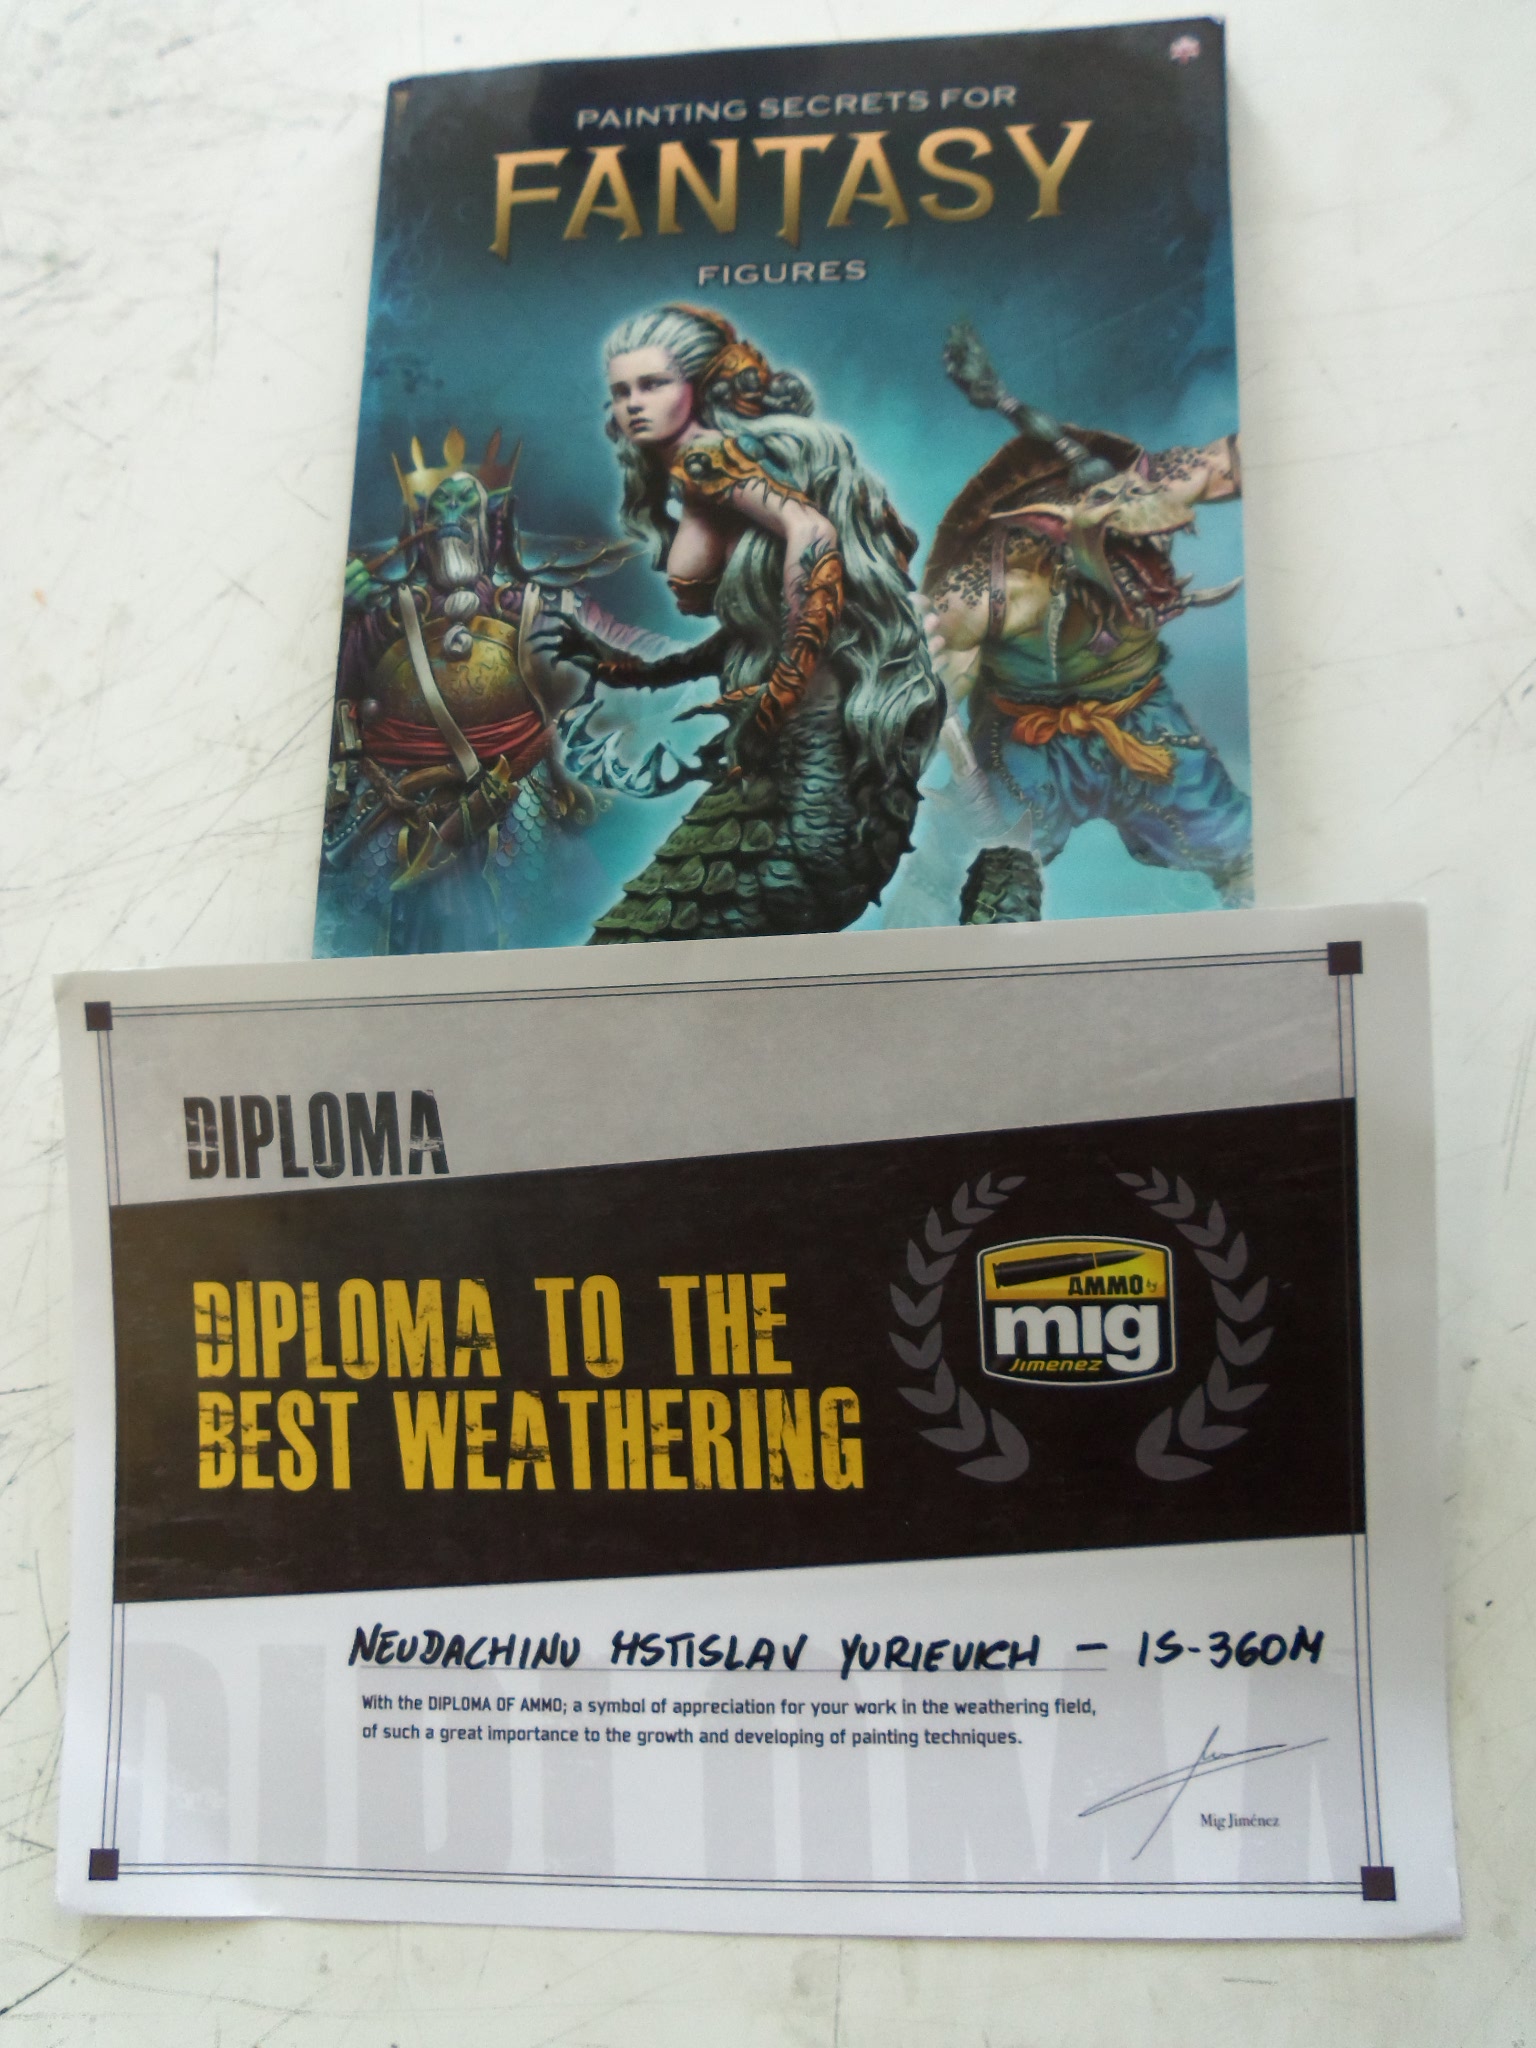 PAINTING SECRETS FOR
FANTASY
FIGURES
DIPLOMA
DIPLOMA TO THE
BEST WEATHERING
AMMO by
mig
Jimenez
NEUDACHINU MSTISLAV YURIEVICH - IS-360M
With the DIPLOMA OF AMMO; a symbol of appreciation for your work in the weathering field,
of such a great importance to the growth and developing of painting techniques.
Mig Jiménez
DIPLOMA